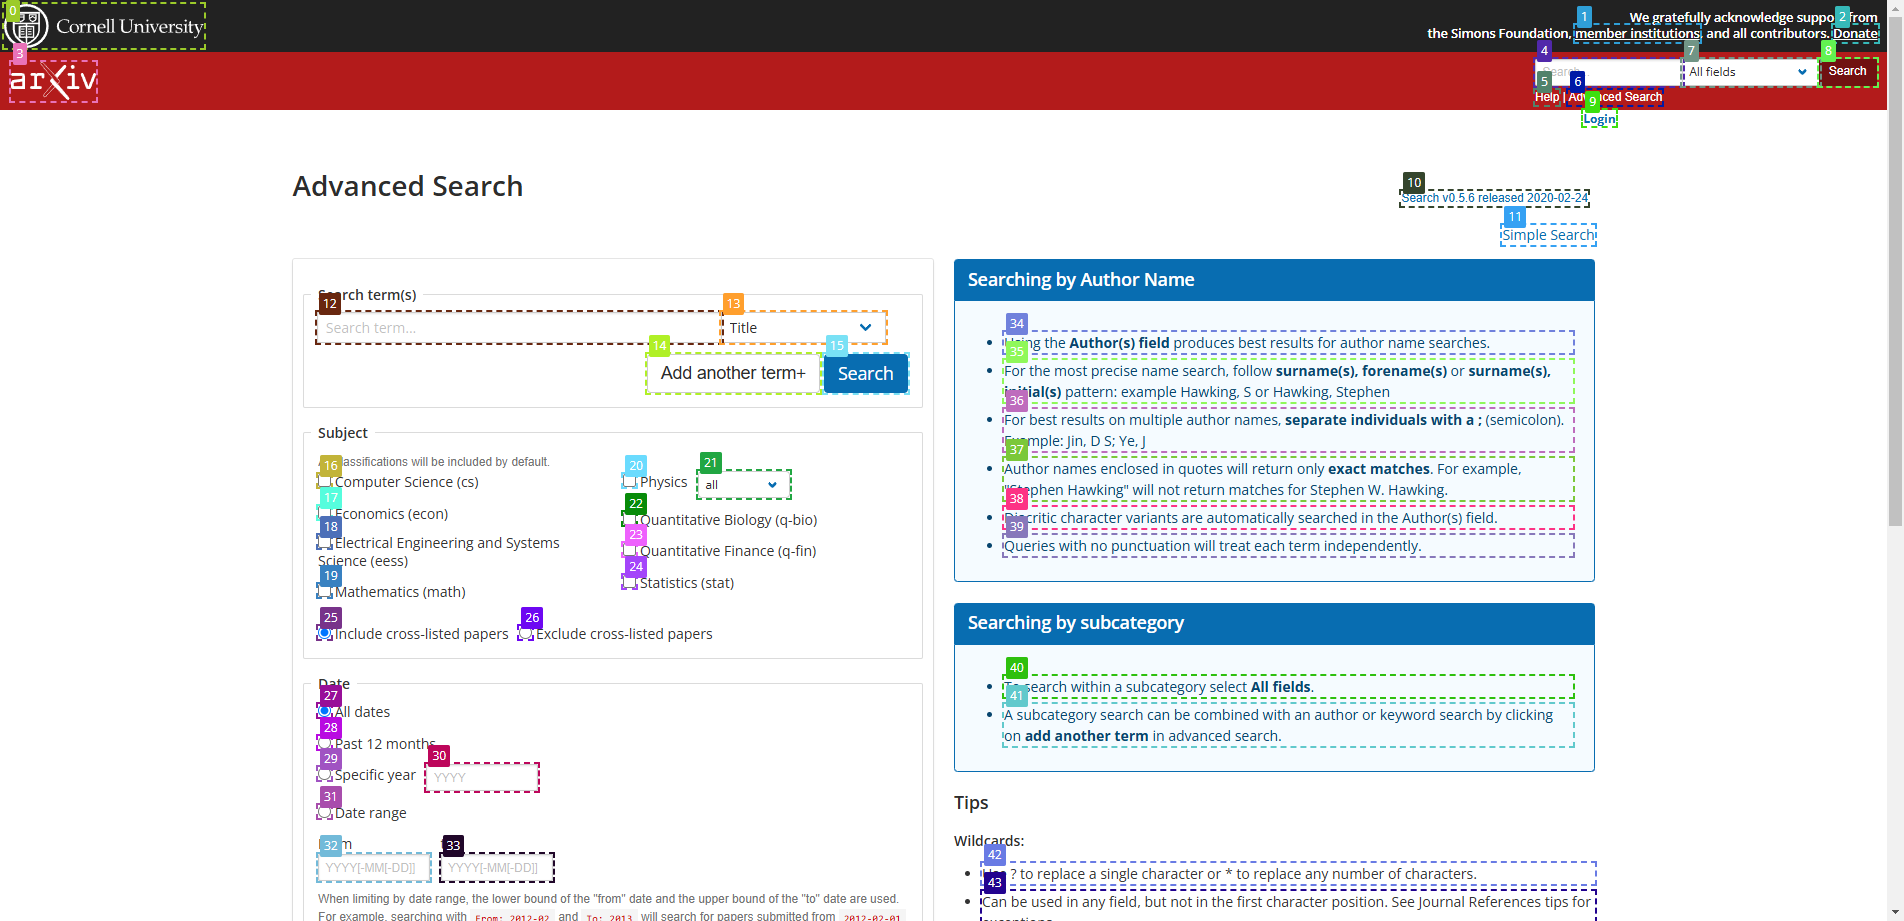 Cornell University
We gratefully acknowledge support from
the Simons Foundation, member institutions, and all contributors. Donate
arXiv
Search...
All fields
Search
Help | Advanced Search
Login
Advanced Search
Search v0.5.6 released 2020-02-24
Simple Search
Search term(s)
Search term...
Title
Add another term+
Search
Subject
All classifications will be included by default.
Computer Science (cs)
Economics (econ)
Electrical Engineering and Systems
Science (eess)
Mathematics (math)
Physics
all
Quantitative Biology (q-bio)
Quantitative Finance (q-fin)
Statistics (stat)
Include cross-listed papers
Exclude cross-listed papers
Date
All dates
Past 12 months
Specific year
YYYY
Date range
YYYY[-MM[-DD]]
YYYY[-MM[-DD]]
When limiting by date range, the lower bound of the "from" date and the upper bound of the "to" date are used.
For example, searching with From: 2012-02 and To: 2013 will search for papers submitted from 2012-02-01
Searching by Author Name
Using the Author(s) field produces best results for author name searches.
For the most precise name search, follow surname(s), forename(s) or surname(s),
initial(s) pattern: example Hawking, S or Hawking, Stephen
For best results on multiple author names, separate individuals with a ; (semicolon).
Example: Jin, D S; Ye, J
Author names enclosed in quotes will return only exact matches. For example,
"Stephen Hawking" will not return matches for Stephen W. Hawking.
Diacritic character variants are automatically searched in the Author(s) field.
Queries with no punctuation will treat each term independently.
Searching by subcategory
To search within a subcategory select All fields.
A subcategory search can be combined with an author or keyword search by clicking
on add another term in advanced search.
Tips
Wildcards:
Use ? to replace a single character or * to replace any number of characters.
Can be used in any field, but not in the first character position. See Journal References tips for
0
1
2
3
4
5
6
7
8
9
10
11
12
13
14
15
16
17
18
19
20
21
22
23
24
25
26
27
28
29
30
31
32
33
34
35
36
37
38
39
40
41
42
43